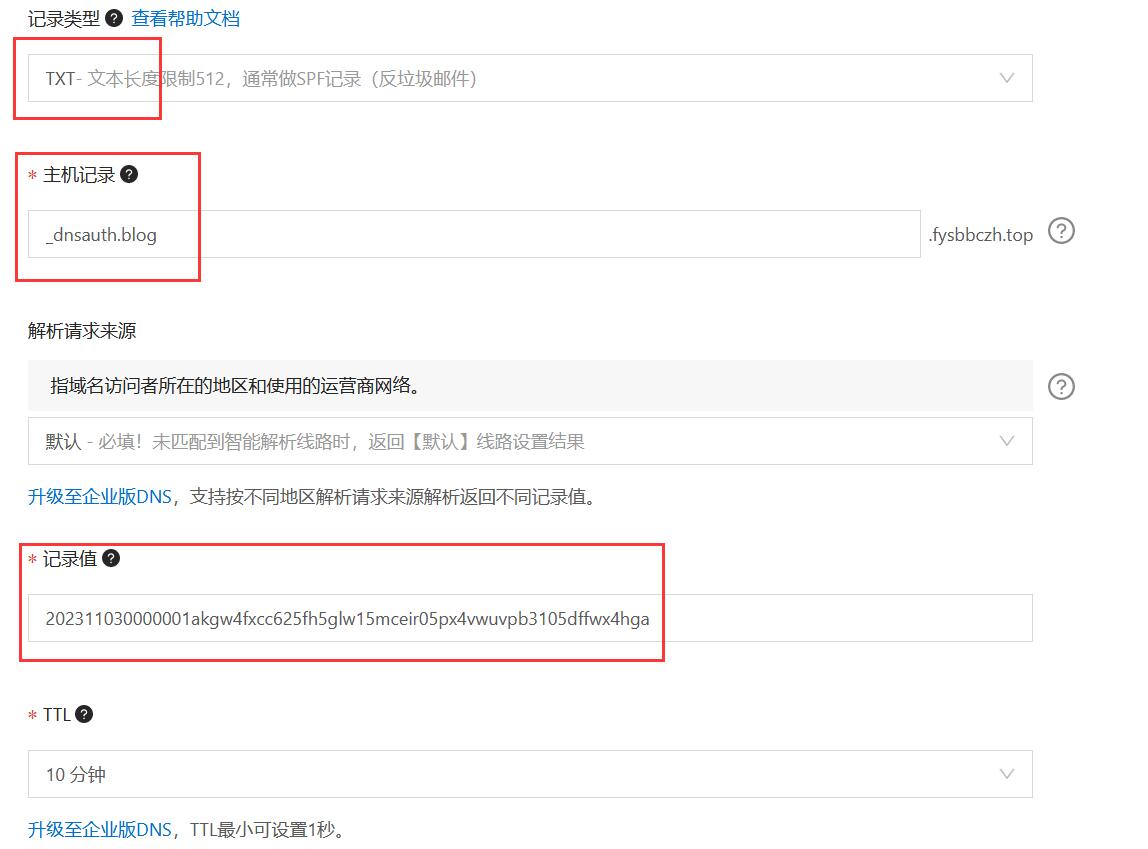 记录类型 ? 查看帮助文档
TXT- 文本长度限制512，通常做SPF记录（反垃圾邮件）
* 主机记录 ?
_dnsauth.blog .fysbbczh.top ?
解析请求来源
指域名访问者所在的地区和使用的运营商网络。 ?
默认 - 必填！未匹配到智能解析线路时，返回【默认】线路设置结果
升级至企业版DNS，支持按不同地区解析请求来源解析返回不同记录值。
* 记录值 ?
202311030000001akgw4fxcc625fh5glw15mceir05px4vwuvpb3105dffwx4hga
* TTL ?
10 分钟
升级至企业版DNS，TTL最小可设置1秒。